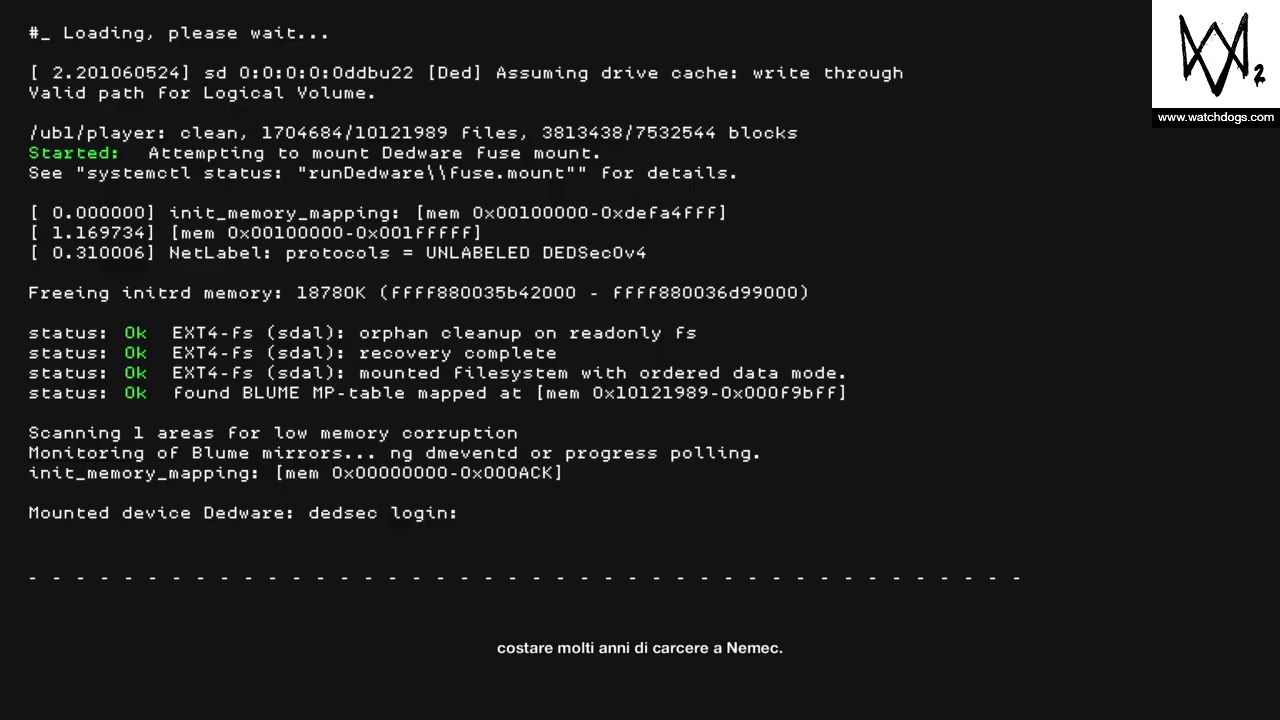 #_ Loading, please wait...
[ 2.201060524] sd 0:0:0:0:0ddbu22 [Ded] Assuming drive cache: write through
Valid path for Logical Volume.
/ubl/player: clean, 1704684/10121989 files, 3813438/7532544 blocks
Started: Attempting to mount Dedware fuse mount.
See "systemctl status: "runDedware\\fuse.mount"" for details.
[ 0.000000] init_memory_mapping: [mem 0x00100000-0xdefa4fff]
[ 1.169734] [mem 0x00100000-0x001fffff]
[ 0.310006] NetLabel: protocols = UNLABELED DEDSecOv4
Freeing initrd memory: 18780K (ffff880035b42000 - ffff880036d99000)
status: Ok EXT4-fs (sdal): orphan cleanup on readonly fs
status: Ok EXT4-fs (sdal): recovery complete
status: Ok EXT4-fs (sdal): mounted filesystem with ordered data mode.
status: Ok found BLUME MP-table mapped at [mem 0x10121989-0x000f9bff]
Scanning 1 areas for low memory corruption
Monitoring of Blume mirrors... ng dmeventd or progress polling.
init_memory_mapping: [mem 0x00000000-0x000ACK]
Mounted device Dedware: dedsec login:
- - - - - - - - - - - - - - - - - - - - - - - - - - - - - - - - - - - - - - - - - -
costare molti anni di carcere a Nemec.
2
www.watchdogs.com